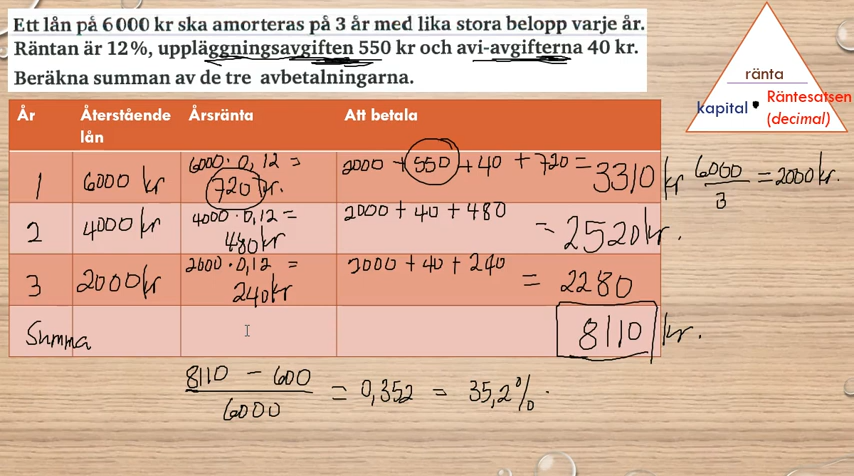 Ett lån på 6 000 kr ska amorteras på 3 år med lika stora belopp varje år.
Räntan är 12 %, uppläggningsavgiften 550 kr och avi-avgifterna 40 kr.
Beräkna summan av de tre avbetalningarna.
ränta
kapital • Räntesatsen
(decimal)
År Återstående lån Årsränta Att betala
1 6000 kr 6000 · 0,12 = 720 kr. 2000 + 550 + 40 + 720 = 3310 kr
6000/3 = 2000 kr.
2 4000 kr 4000 · 0,12 = 480 kr 2000 + 40 + 480 = 2520 kr.
3 2000 kr 2000 · 0,12 = 240 kr 2000 + 40 + 240 = 2280
Summa 8110 kr.
8110 - 600
6000
= 0,352 = 35,2% .